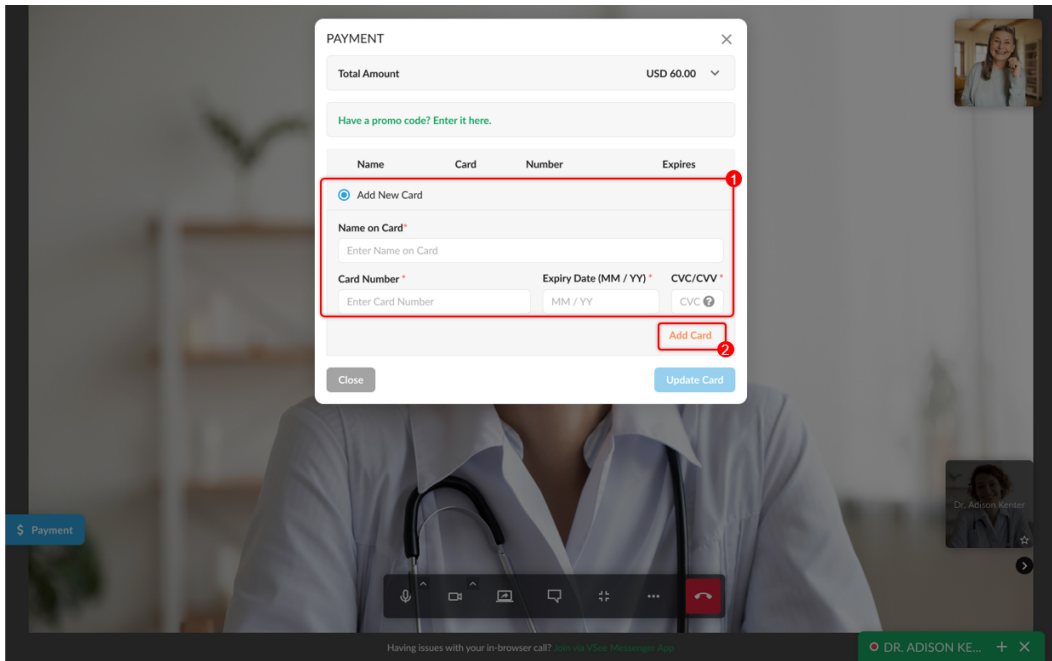 PAYMENT
Total Amount USD 60.00
Have a promo code? Enter it here.
Name Card Number Expires
1
Add New Card
Name on Card*
Enter Name on Card
Card Number * Expiry Date (MM / YY) * CVC/CVV *
Enter Card Number MM / YY CVC ?
Add Card
2
Close Update Card
Dr. Adison Kenter
$ Payment
Having issues with your in-browser call? Join via VSee Messenger App
DR. ADISON KE...